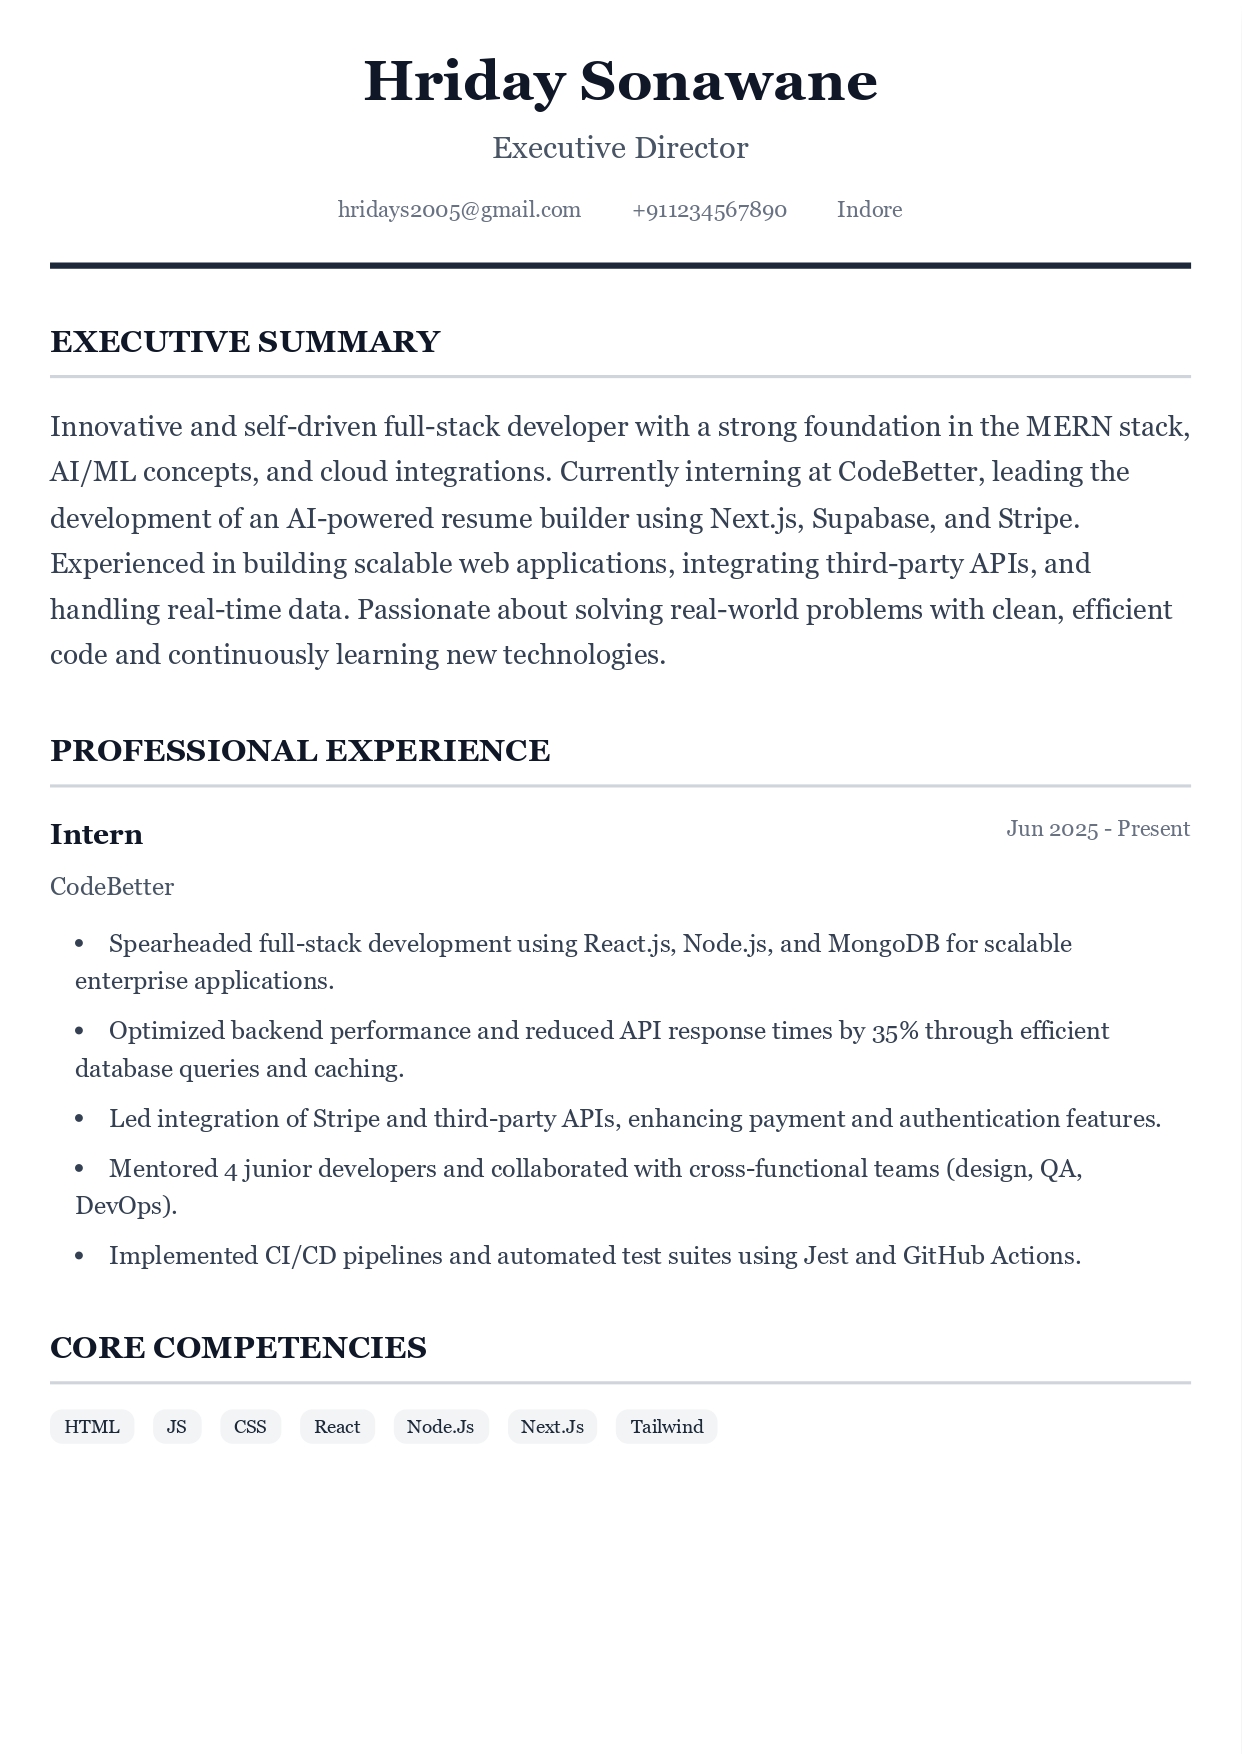 Hriday Sonawane
Executive Director
hridays2005@gmail.com +911234567890 Indore
EXECUTIVE SUMMARY
Innovative and self-driven full-stack developer with a strong foundation in the MERN stack,
AI/ML concepts, and cloud integrations. Currently interning at CodeBetter, leading the
development of an AI-powered resume builder using Next.js, Supabase, and Stripe.
Experienced in building scalable web applications, integrating third-party APIs, and
handling real-time data. Passionate about solving real-world problems with clean, efficient
code and continuously learning new technologies.
PROFESSIONAL EXPERIENCE
Intern Jun 2025 - Present
CodeBetter
• Spearheaded full-stack development using React.js, Node.js, and MongoDB for scalable
enterprise applications.
• Optimized backend performance and reduced API response times by 35% through efficient
database queries and caching.
• Led integration of Stripe and third-party APIs, enhancing payment and authentication features.
• Mentored 4 junior developers and collaborated with cross-functional teams (design, QA,
DevOps).
• Implemented CI/CD pipelines and automated test suites using Jest and GitHub Actions.
CORE COMPETENCIES
HTML JS CSS React Node.Js Next.Js Tailwind